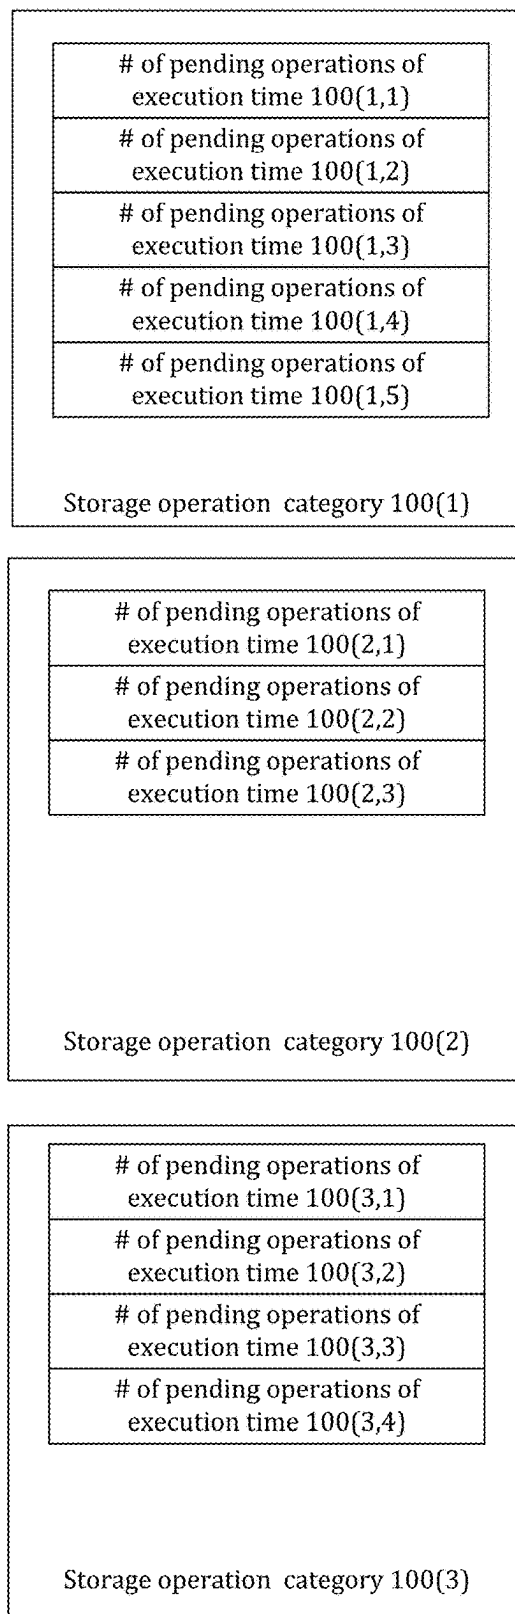 # of pending operations of
execution time 100(1,1)
# of pending operations of
execution time 100(1,2)
# of pending operations of
execution time 100(1,3)
# of pending operations of
execution time 100(1,4)
# of pending operations of
execution time 100(1,5)
Storage operation category 100(1)
# of pending operations of
execution time 100(2,1)
# of pending operations of
execution time 100(2,2)
# of pending operations of
execution time 100(2,3)
Storage operation category 100(2)
# of pending operations of
execution time 100(3,1)
# of pending operations of
execution time 100(3,2)
# of pending operations of
execution time 100(3,3)
# of pending operations of
execution time 100(3,4)
Storage operation category 100(3)